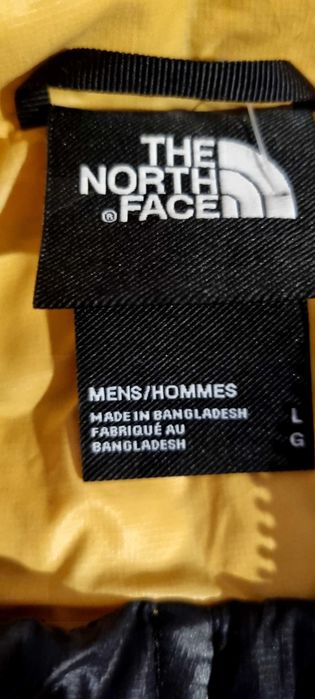 THE
NORTH
® FACE
MENS/HOMMES
MADE IN BANGLADESH L
FABRIQUÉ AU G
BANGLADESH